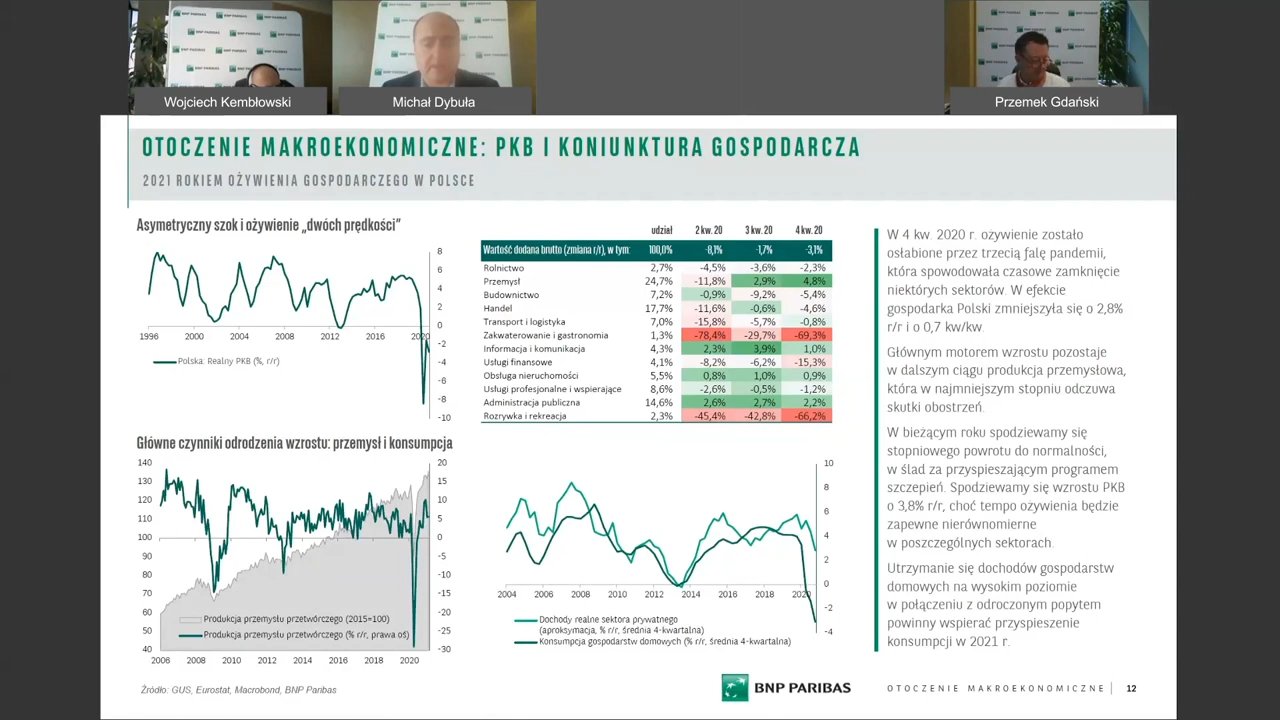 BNP PARIBAS
Wojciech Kembłowski
Michał Dybuła
Przemek Gdański
OTOCZENIE MAKROEKONOMICZNE: PKB I KONIUNKTURA GOSPODARCZA
2021 ROKIEM OŻYWIENIA GOSPODARCZEGO W POLSCE
Asymetryczny szok i ożywienie „dwóch prędkości”
8
6
4
2
0
-2
-4
-6
-8
-10
1996 1999 2002 2005 2008 2012 2016 2020
Polska: Realny PKB (%, r/r)
udział 2 kw. 20 3 kw. 20 4 kw. 20
Wartość dodana brutto (zmiana r/r), w tym: 100,0% -8,1% -1,7% -3,1%
Rolnictwo 2,7% -4,5% -3,6% -2,3%
Przemysł 24,7% -11,8% 2,9% 4,8%
Budownictwo 7,2% -0,9% -9,2% -5,4%
Handel 17,7% -11,6% -0,6% -4,6%
Transport i logistyka 7,0% -15,8% -5,7% -0,8%
Zakwaterowanie i gastronomia 1,3% -78,4% -29,7% -69,3%
Informacja i komunikacja 4,3% 2,3% 3,9% 1,0%
Usługi finansowe 4,1% -8,2% -6,2% -15,3%
Obsługa nieruchomości 5,5% 0,8% 1,0% 0,9%
Usługi profesjonalne i wspierające 8,6% -2,6% -0,5% -1,2%
Administracja publiczna 14,6% 2,6% 2,7% 2,2%
Rozrywka i rekreacja 2,3% -45,4% -42,8% -66,2%
Główne czynniki odrodzenia wzrostu: przemysł i konsumpcja
140
130
120
110
100
90
80
70
60
50
40
20
15
10
5
0
-5
-10
-15
-20
-25
-30
Produkcja przemysłu przetwórczego (2015=100)
Produkcja przemysłu przetwórczego (% r/r, prawa oś)
2006 2008 2010 2012 2014 2016 2018 2020
10
8
6
4
2
0
-2
-4
2004 2006 2008 2010 2012 2014 2016 2018 2020
Dochody realne sektora prywatnego
(aproksymacja, % r/r, średnia 4-kwartalna)
Konsumpcja gospodarstw domowych (% r/r, średnia 4-kwartalna)
W 4 kw. 2020 r. ożywienie zostało
osłabione przez trzecią falę pandemii,
która spowodowała czasowe zamknięcie
niektórych sektorów. W efekcie
gospodarka Polski zmniejszyła się o 2,8%
r/r i o 0,7 kw/kw.
Głównym motorem wzrostu pozostaje
w dalszym ciągu produkcja przemysłowa,
która w najmniejszym stopniu odczuwa
skutki obostrzeń.
W bieżącym roku spodziewamy się
stopniowego powrotu do normalności,
w ślad za przyspieszającym programem
szczepień. Spodziewamy się wzrostu PKB
o 3,8% r/r, choć tempo ożywienia będzie
zapewne nierównomierne
w poszczególnych sektorach.
Utrzymanie się dochodów gospodarstw
domowych na wysokim poziomie
w połączeniu z odroczonym popytem
powinny wspierać przyspieszenie
konsumpcji w 2021 r.
Źródło: GUS, Eurostat, Macrobond, BNP Paribas
BNP PARIBAS
OTOCZENIE MAKROEKONOMICZNE | 12